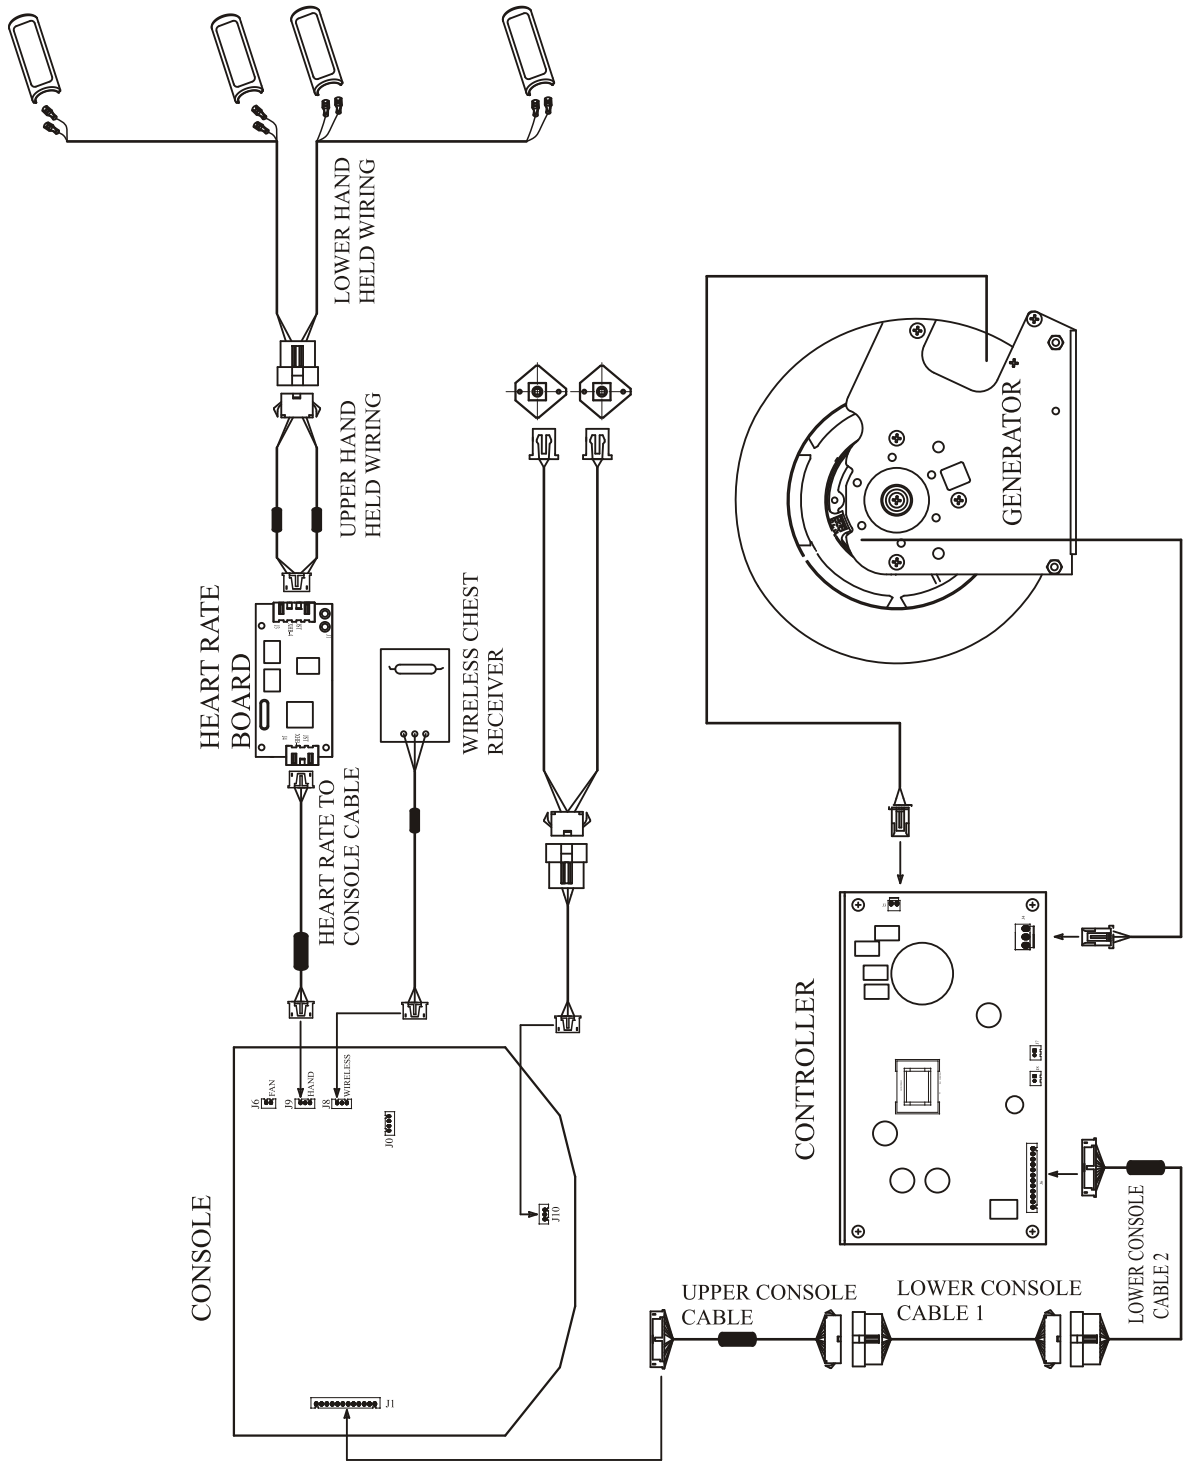 LOWER HAND
HELD WIRING
UPPER HAND
HELD WIRING
HEART RATE
BOARD
WIRELESS CHEST
RECEIVER
HEART RATE TO
CONSOLE CABLE
GENERATOR
CONTROLLER
CONSOLE
J6
FAN
J9
HAND
J8
WIRELESS
J0
J10
J1
UPPER CONSOLE
CABLE
LOWER CONSOLE
CABLE 1
LOWER CONSOLE
CABLE 2